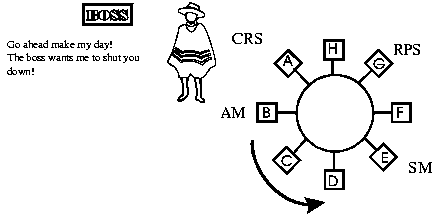 BOSS
Go ahead make my day!
The boss wants me to shut you
down!
CRS
H
A
G
RPS
AM
B
F
C
E
SM
D